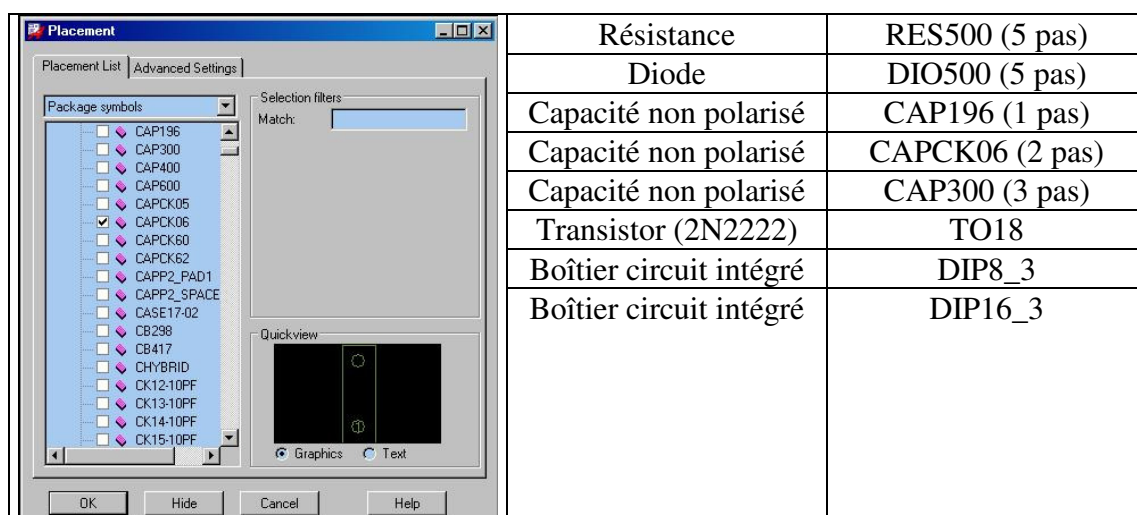 Placement
Placement List Advanced Settings
Package symbols
CAP196
CAP300
CAP400
CAP600
CAPCK05
CAPCK06
CAPCK60
CAPCK62
CAPP2_PAD1
CAPP2_SPACE
CASE17-02
CB298
CB417
CHYBRID
CK12-10PF
CK13-10PF
CK14-10PF
CK15-10PF
Selection filters
Match:
Quickview
1
Graphics Text
OK Hide Cancel Help
Résistance RES500 (5 pas)
Diode DIO500 (5 pas)
Capacité non polarisé CAP196 (1 pas)
Capacité non polarisé CAPCK06 (2 pas)
Capacité non polarisé CAP300 (3 pas)
Transistor (2N2222) TO18
Boîtier circuit intégré DIP8_3
Boîtier circuit intégré DIP16_3